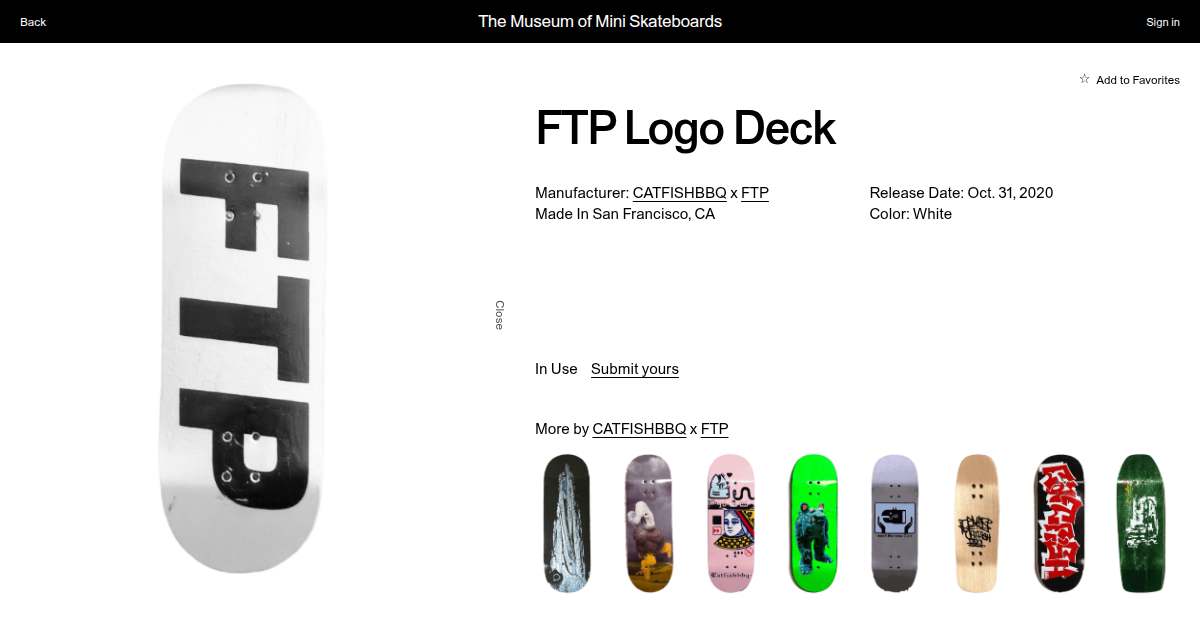 Back
The Museum of Mini Skateboards
Sign in
☆ Add to Favorites
FTP
FTP Logo Deck
Manufacturer: CATFISHBBQ x FTP
Made In San Francisco, CA
Release Date: Oct. 31, 2020
Color: White
Close
In Use Submit yours
More by CATFISHBBQ x FTP
Catfishbbq